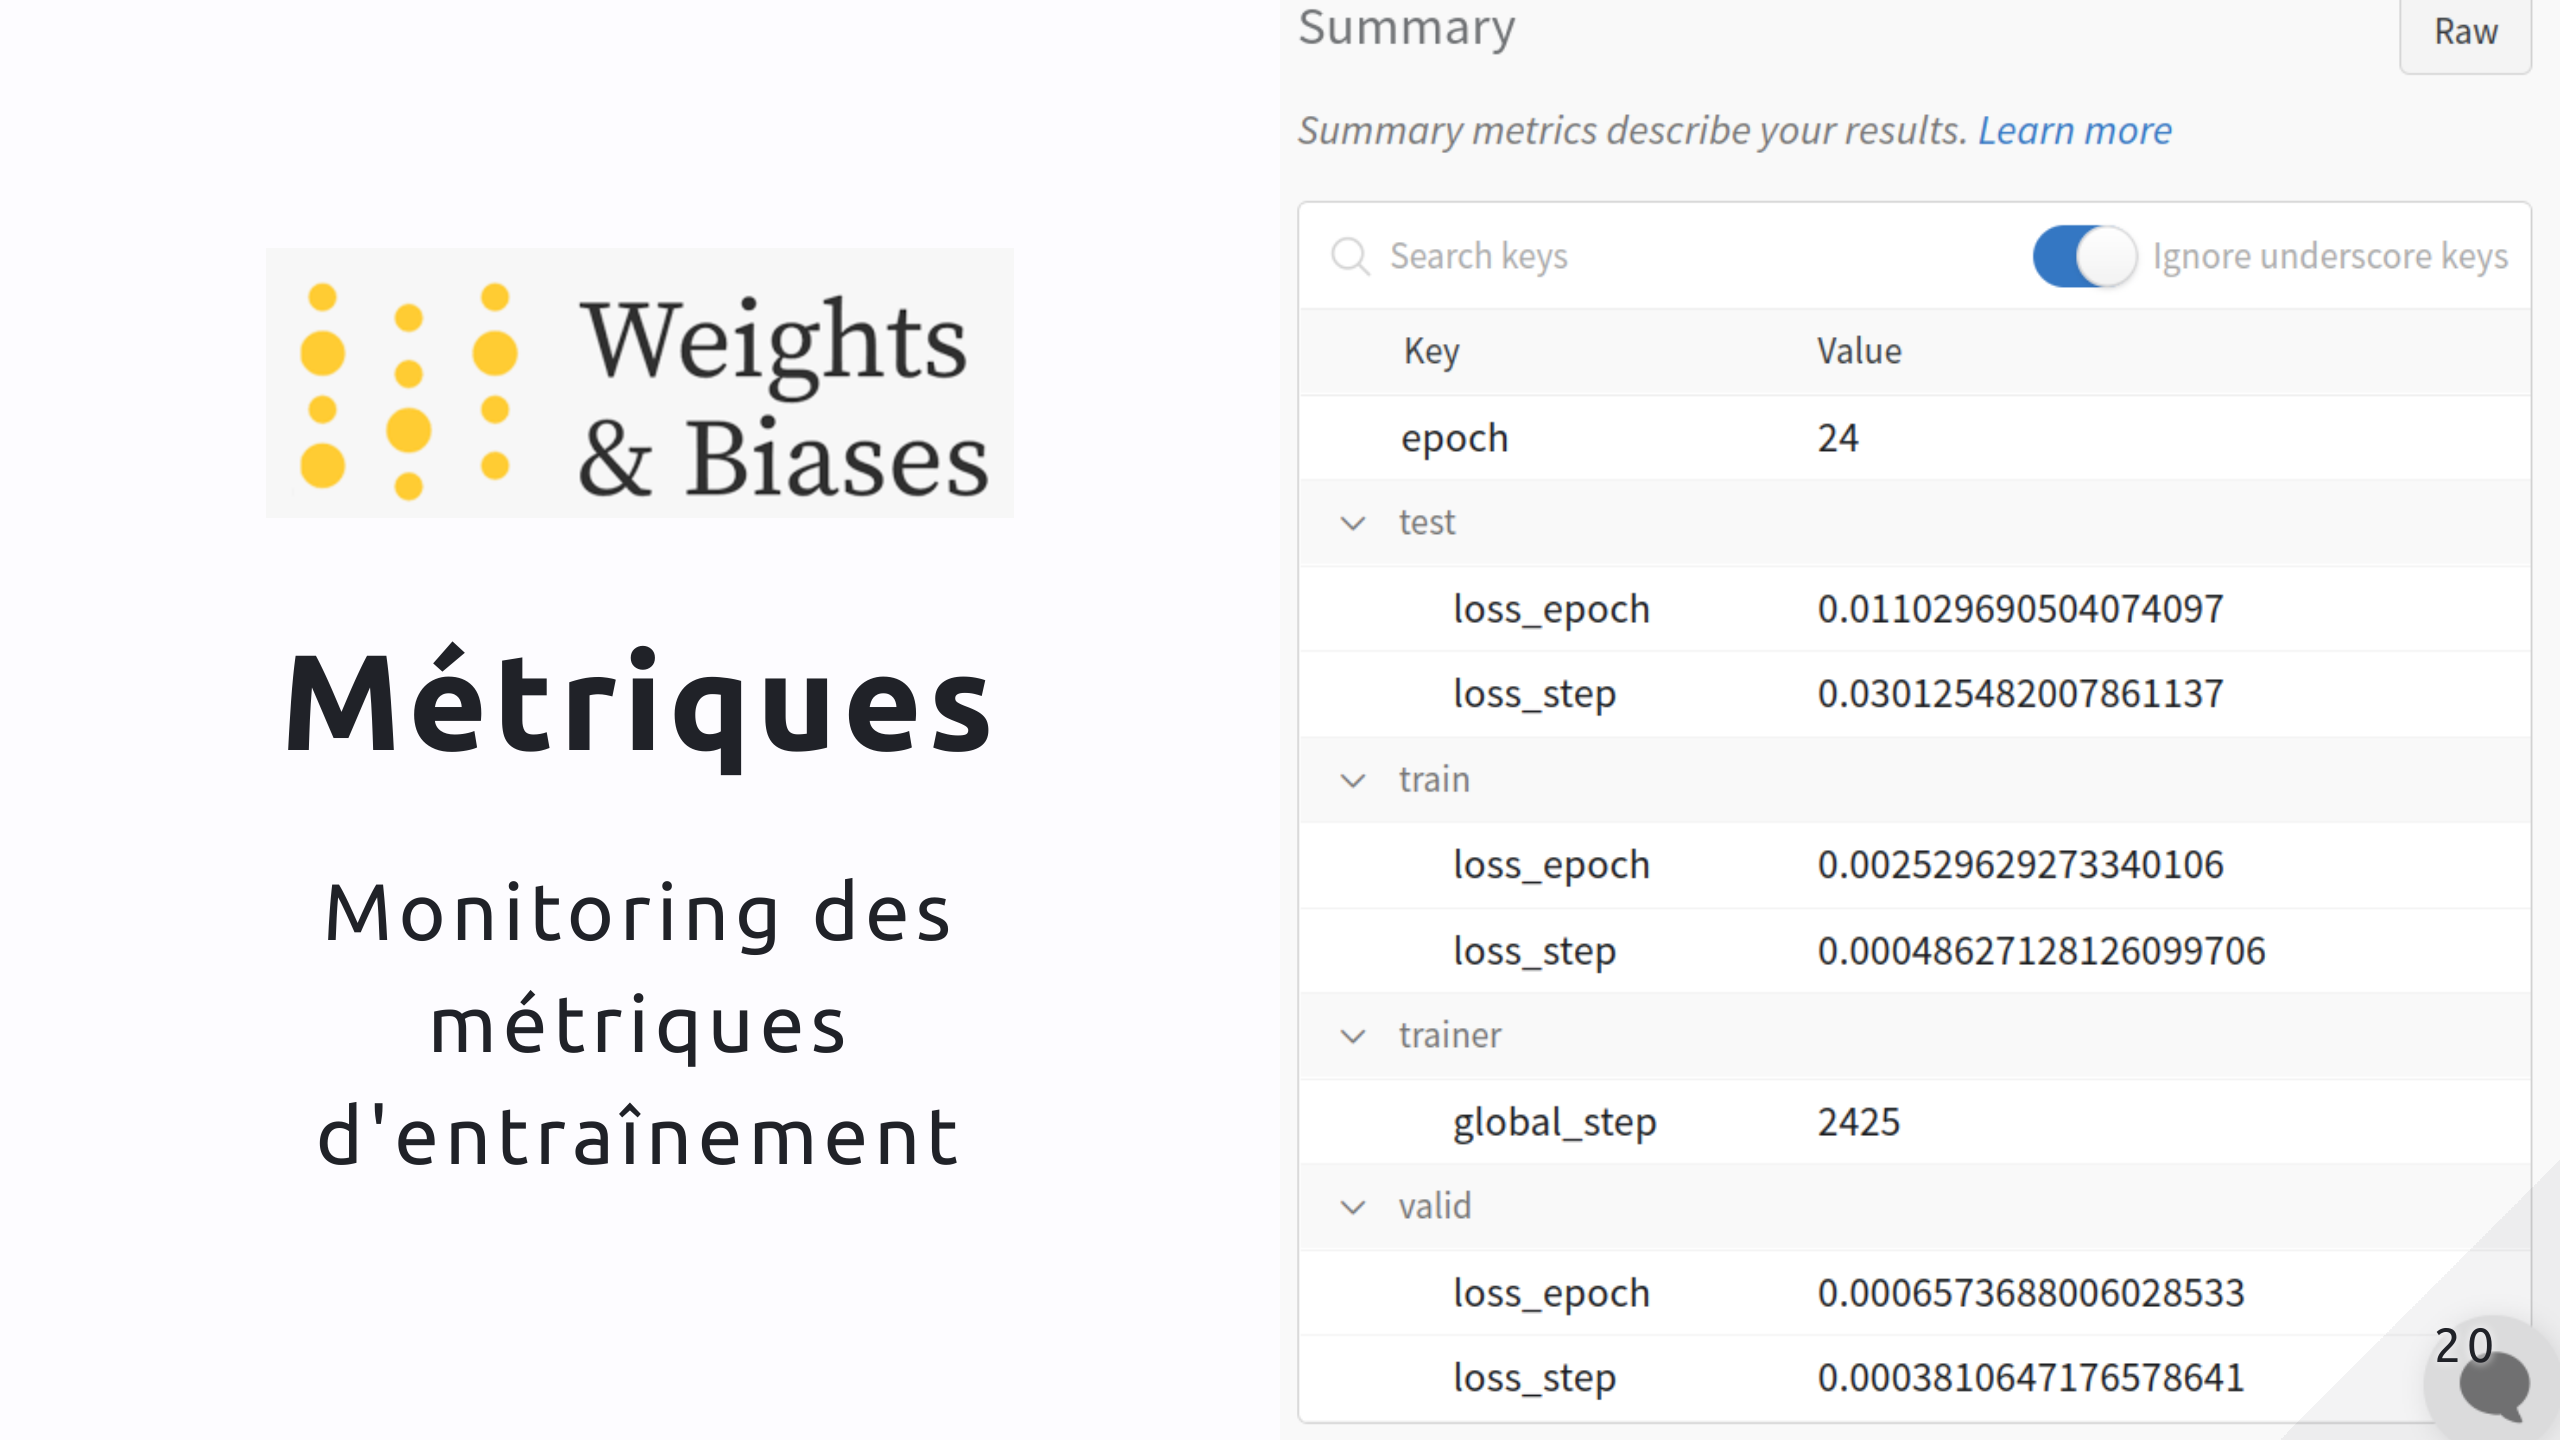 Weights
& Biases
Métriques
Monitoring des
métriques
d'entraînement
Summary
Raw
Summary metrics describe your results. Learn more
Search keys
Ignore underscore keys
Key Value
epoch 24
test
loss_epoch 0.011029690504074097
loss_step 0.030125482007861137
train
loss_epoch 0.002529629273340106
loss_step 0.00048627128126099706
trainer
global_step 2425
valid
loss_epoch 0.0006573688006028533
loss_step 0.0003810647176578641
20